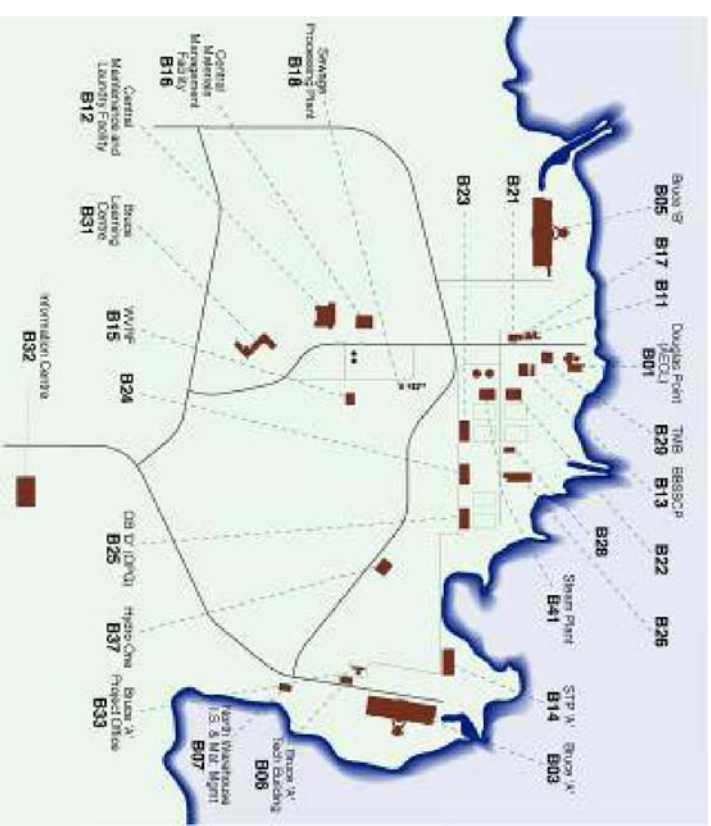 Bruce 'B'
B05
B17
B11
Douglas Point
(AECL)
B01
TMB
B29
BBSSCP
B13
B22
B26
B28
Steam Plant
B41
STP 'A'
B14
Bruce 'A'
B03
B21
B23
Sewage
Processing Plant
B18
Central
Materials
Management
Facility
B16
Central
Maintenance and
Laundry Facility
B12
Bruce
Learning
Centre
B31
WVRF
B15
B24
OB 'D' (OPG)
B25
Hydro One
B37
Bruce 'A'
Project Office
B33
North Warehouse
I.S. & Mat. Mgmt
B07
Bruce 'A'
Tech Building
B06
Information Centre
B32